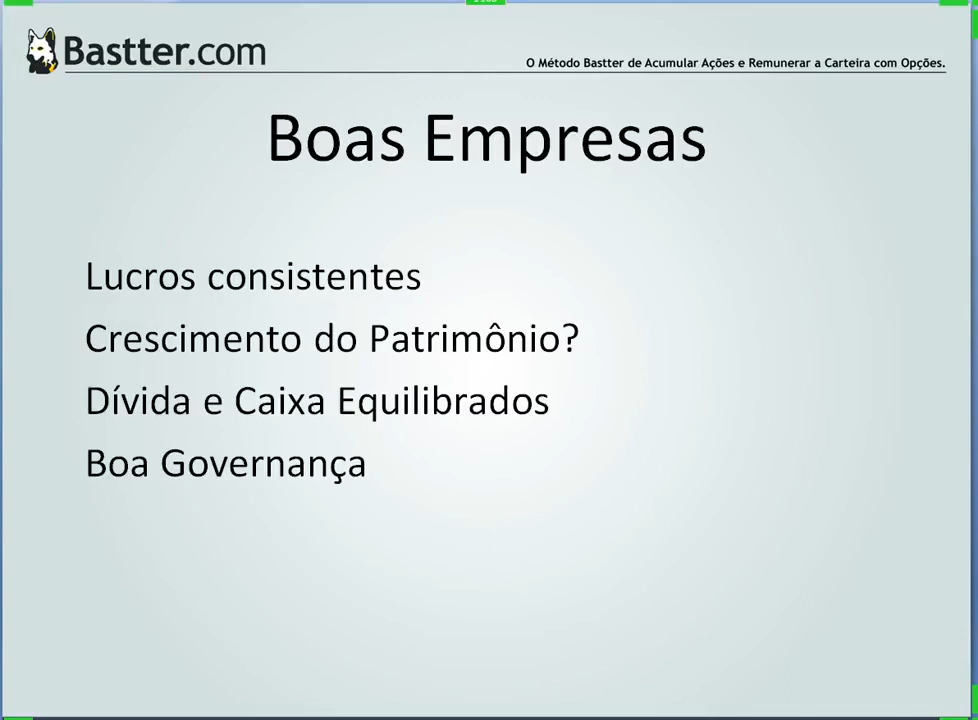 Bastter.com
O Método Bastter de Acumular Ações e Remunerar a Carteira com Opções.
Boas Empresas
Lucros consistentes
Crescimento do Patrimônio?
Dívida e Caixa Equilibrados
Boa Governança